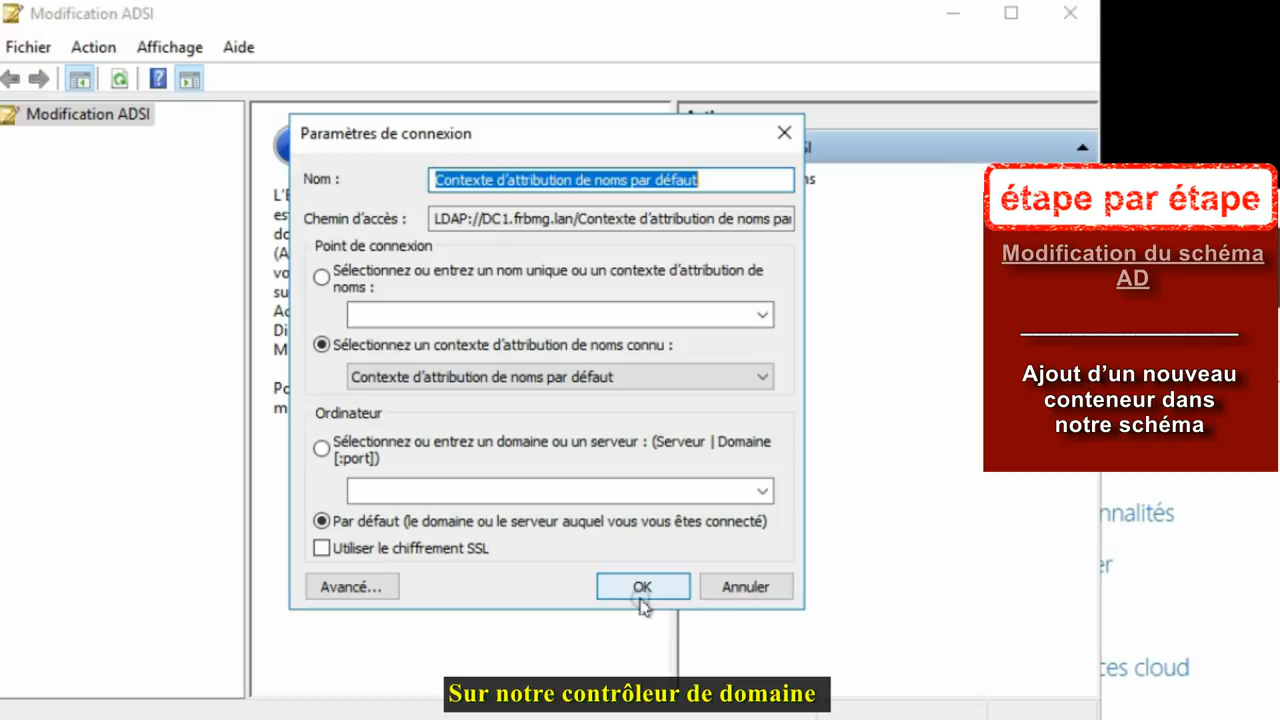 Modification ADSI
Fichier Action Affichage Aide
Modification ADSI
Paramètres de connexion
Nom :
Contexte d'attribution de noms par défaut
Chemin d'accès :
LDAP://DC1.frbmg.lan/Contexte d'attribution de noms pa
Point de connexion
Sélectionnez ou entrez un nom unique ou un contexte d'attribution de
noms :
Sélectionnez un contexte d'attribution de noms connu :
Contexte d'attribution de noms par défaut
Ordinateur
Sélectionnez ou entrez un domaine ou un serveur : (Serveur | Domaine
[:port])
Par défaut (le domaine ou le serveur auquel vous vous êtes connecté)
Utiliser le chiffrement SSL
Avancé... OK Annuler
étape par étape
Modification du schéma
AD
Ajout d'un nouveau
conteneur dans
notre schéma
nnalités
er
ces cloud
Sur notre contrôleur de domaine